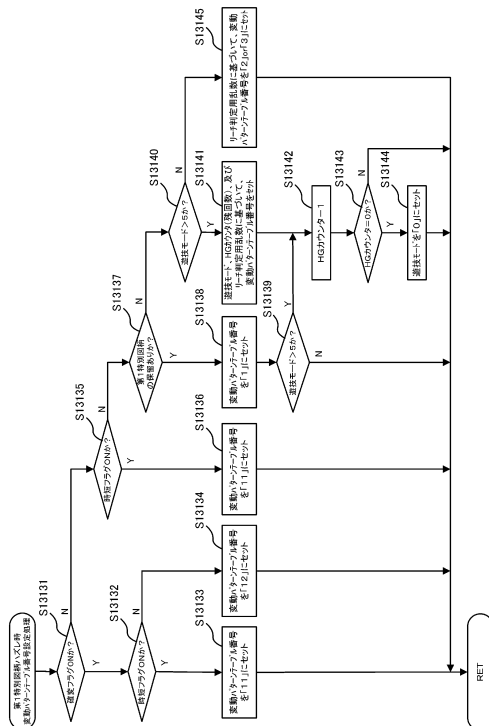 第1特別図柄ハズレ時
変動パターンテーブル番号設定処理
S13131
確変フラグONか?
N
Y
S13132
時短フラグONか?
N
Y
S13133
変動パターンテーブル番号
を「11」にセット
S13134
変動パターンテーブル番号
を「12」にセット
S13135
時短フラグONか?
N
Y
S13136
変動パターンテーブル番号
を「11」にセット
S13137
第1特別図柄
の保留ありか?
N
Y
S13138
変動パターンテーブル番号
を「1」にセット
S13139
遊技モード>5か?
Y
N
S13140
遊技モード>5か?
N
Y
S13141
遊技モード、HGカウンタ(残回数)、及び
リーチ判定用乱数に基づいて、
変動パターンテーブル番号をセット
S13142
HGカウンタ-1
S13143
HGカウンタ=0か?
N
Y
S13144
遊技モードを「0」にセット
S13145
リーチ判定用乱数に基づいて、変動
パターンテーブル番号を「2」or「3」にセット
RET